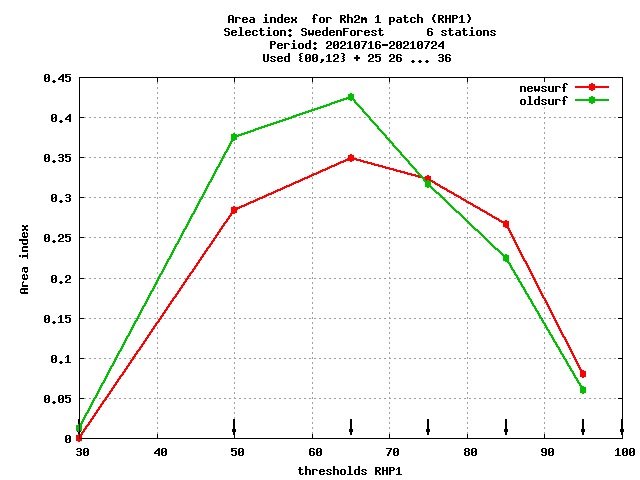 Area index  for Rh2m 1 patch (RHP1)
Selection: SwedenForest      6 stations
Period: 20210716-20210724
Used {00,12} + 25 26 ... 36
newsurf
oldsurf
0.45
0.4
0.35
0.3
0.25
0.2
0.15
0.1
0.05
0
Area index
30 40 50 60 70 80 90 100
thresholds RHP1